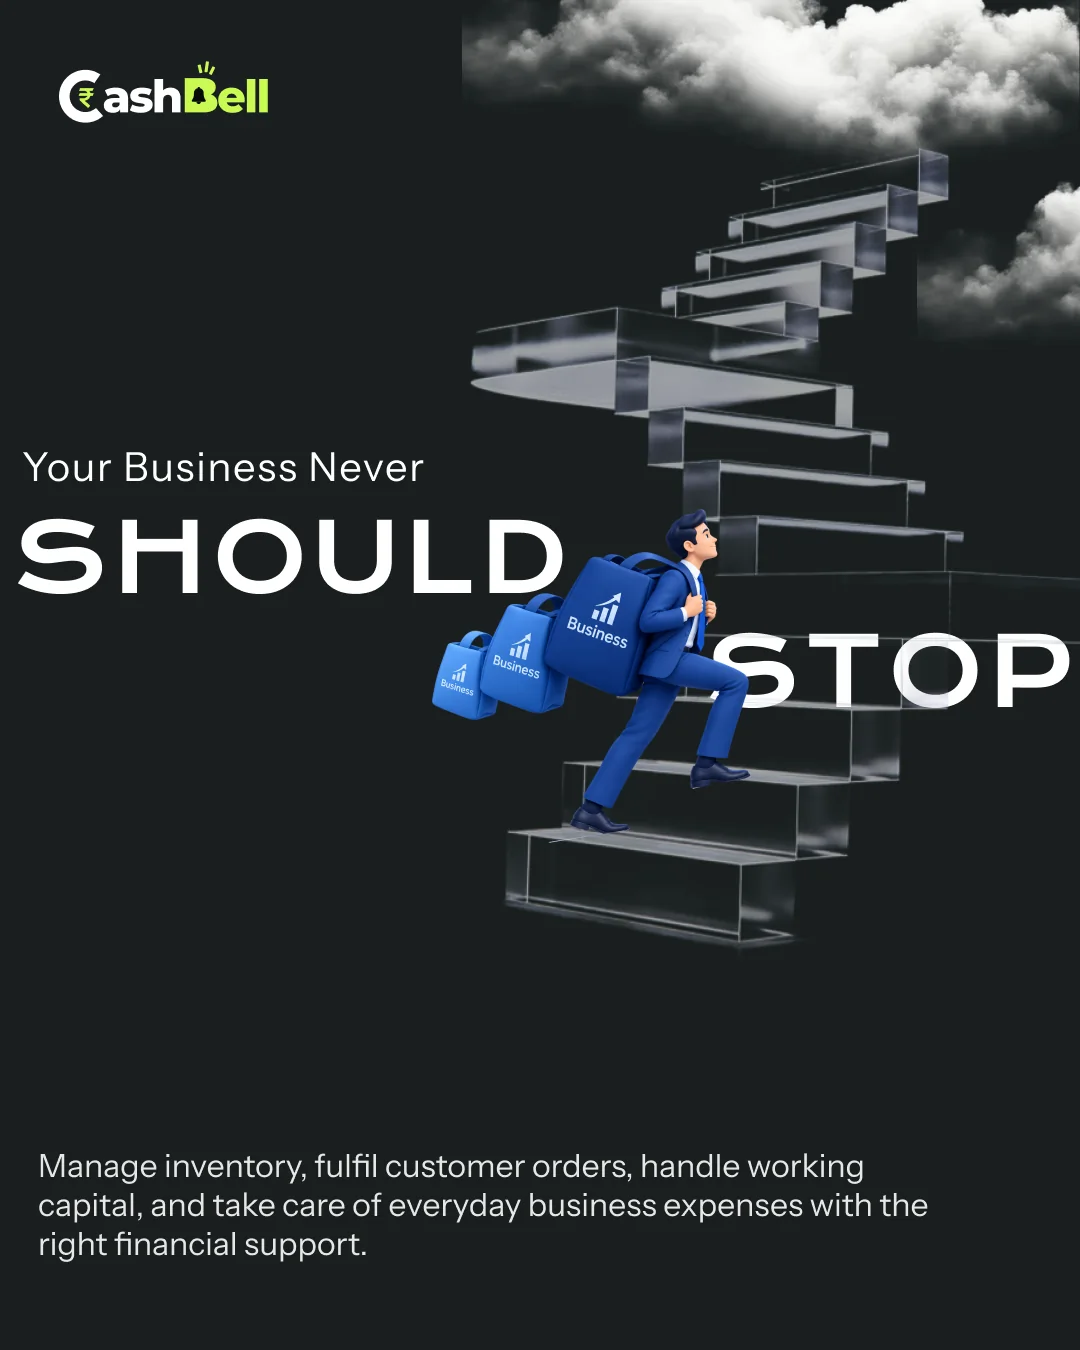 CashBell
Your Business Never
SHOULD
STOP
Business
Business
Business
Manage inventory, fulfil customer orders, handle working
capital, and take care of everyday business expenses with the
right financial support.